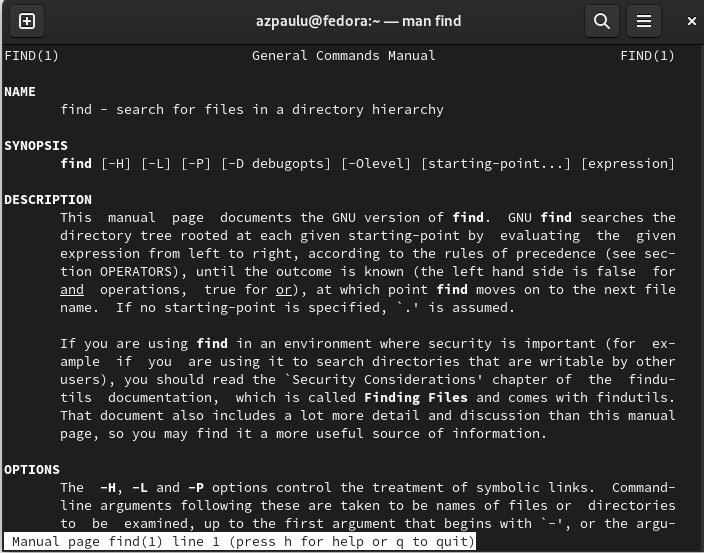 azpaulu@fedora:~ — man find
FIND(1) General Commands Manual FIND(1)
NAME
find - search for files in a directory hierarchy
SYNOPSIS
find [-H] [-L] [-P] [-D debugopts] [-Olevel] [starting-point...] [expression]
DESCRIPTION
This manual page documents the GNU version of find. GNU find searches the
directory tree rooted at each given starting-point by evaluating the given
expression from left to right, according to the rules of precedence (see sec-
tion OPERATORS), until the outcome is known (the left hand side is false for
and operations, true for or), at which point find moves on to the next file
name. If no starting-point is specified, `.' is assumed.
If you are using find in an environment where security is important (for ex-
ample if you are using it to search directories that are writable by other
users), you should read the `Security Considerations' chapter of the findu-
tils documentation, which is called Finding Files and comes with findutils.
That document also includes a lot more detail and discussion than this manual
page, so you may find it a more useful source of information.
OPTIONS
The -H, -L and -P options control the treatment of symbolic links. Command-
line arguments following these are taken to be names of files or directories
to be examined, up to the first argument that begins with `-', or the argu-
Manual page find(1) line 1 (press h for help or q to quit)